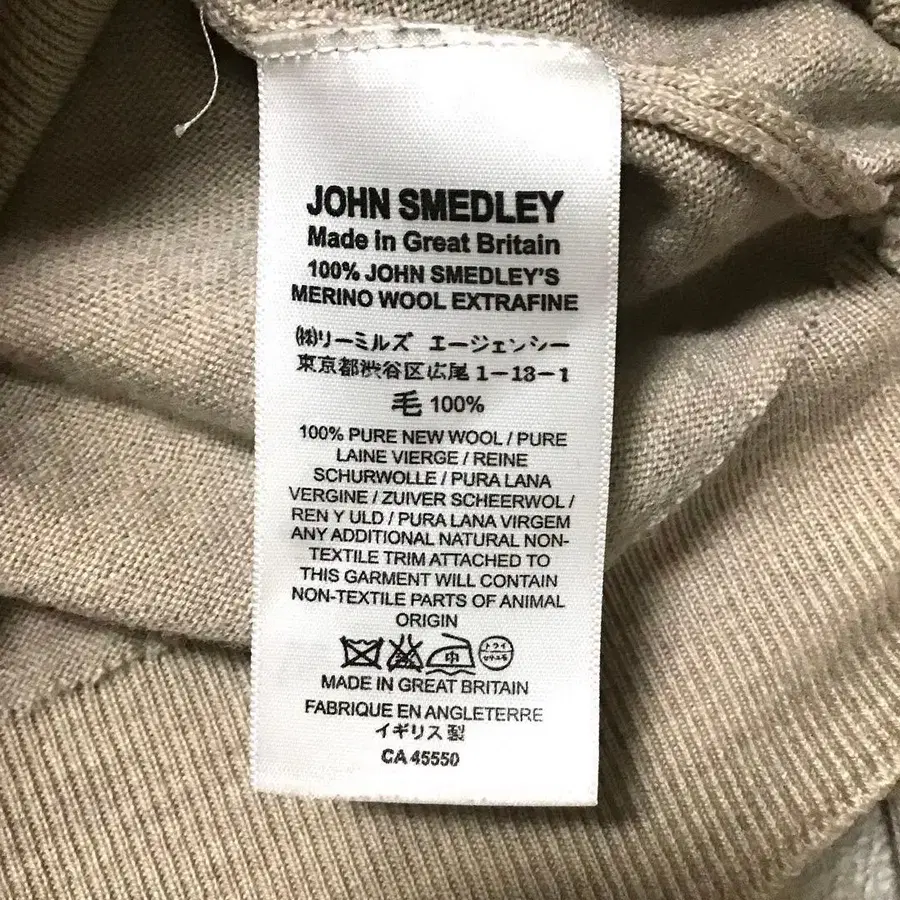 JOHN SMEDLEY
Made in Great Britain
100% JOHN SMEDLEY'S
MERINO WOOL EXTRAFINE
㈱リーミルズ エージェンシー
東京都渋谷区広尾1-13-1
毛 100%
100% PURE NEW WOOL / PURE
LAINE VIERGE / REINE
SCHURWOLLE / PURA LANA
VERGINE / ZUIVER SCHEERWOL /
REN Y ULD / PURA LANA VIRGEM
ANY ADDITIONAL NATURAL NON-
TEXTILE TRIM ATTACHED TO
THIS GARMENT WILL CONTAIN
NON-TEXTILE PARTS OF ANIMAL
ORIGIN
中 ドライ
MADE IN GREAT BRITAIN
FABRIQUE EN ANGLETERRE
イギリス製
CA 45550